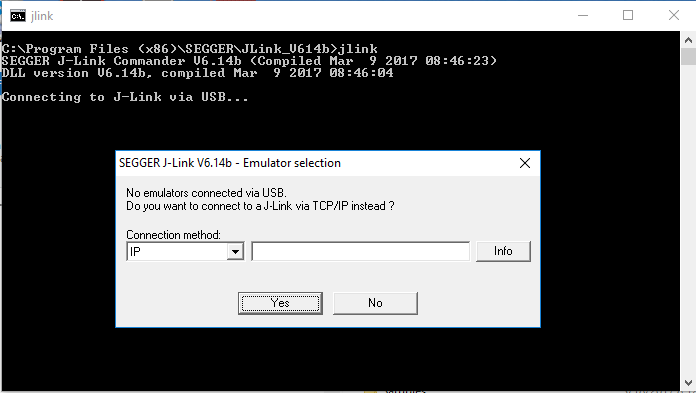 jlink
C:\Program Files (x86)\SEGGER\JLink_V614b>jlink
SEGGER J-Link Commander V6.14b (Compiled Mar  9 2017 08:46:23)
DLL version V6.14b, compiled Mar  9 2017 08:46:04
Connecting to J-Link via USB...
SEGGER J-Link V6.14b - Emulator selection
No emulators connected via USB.
Do you want to connect to a J-Link via TCP/IP instead ?
Connection method:
IP
Info
Yes
No